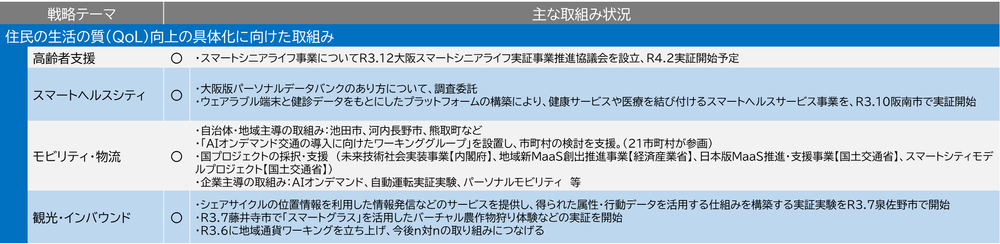 戦略テーマ
主な取組み状況
住民の生活の質(QoL)向上の具体化に向けた取組み
高齢者支援
〇
・スマートシニアライフ事業についてR3.12大阪スマートシニアライフ実証事業推進協議会を設立、R4.2実証開始予定
スマートヘルスシティ
〇
・大阪版パーソナルデータバンクのあり方について、調査委託
・ウェアラブル端末と健診データをもとにしたプラットフォームの構築により、健康サービスや医療を結び付けるスマートヘルスサービス事業を、R3.10阪南市で実証開始
モビリティ・物流
〇
・自治体・地域主導の取組み:池田市、河内長野市、熊取町など
・「AIオンデマンド交通の導入に向けたワーキンググループ」を設置し、市町村の検討を支援。(21市町村が参画)
・国プロジェクトの採択・支援 (未来技術社会実装事業【内閣府】、地域新MaaS創出推進事業【経済産業省】、日本版MaaS推進・支援事業【国土交通省】、スマートシティモデ
ルプロジェクト【国土交通省】)
・企業主導の取組み:AIオンデマンド、自動運転実証実験、パーソナルモビリティ 等
観光・インバウンド
〇
・シェアサイクルの位置情報を利用した情報発信などのサービスを提供し、得られた属性・行動データを活用する仕組みを構築する実証実験をR3.7泉佐野市で開始
・R3.7藤井寺市で「スマートグラス」を活用したバーチャル農作物狩り体験などの実証を開始
・R3.6に地域通貨ワーキングを立ち上げ、今後n対nの取り組みにつなげる